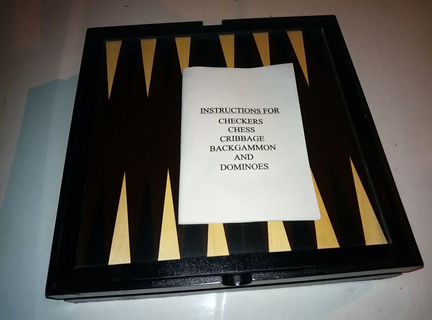 INSTRUCTIONS FOR
CHECKERS
CHESS
CRIBBAGE
BACKGAMMON
AND
DOMINOES